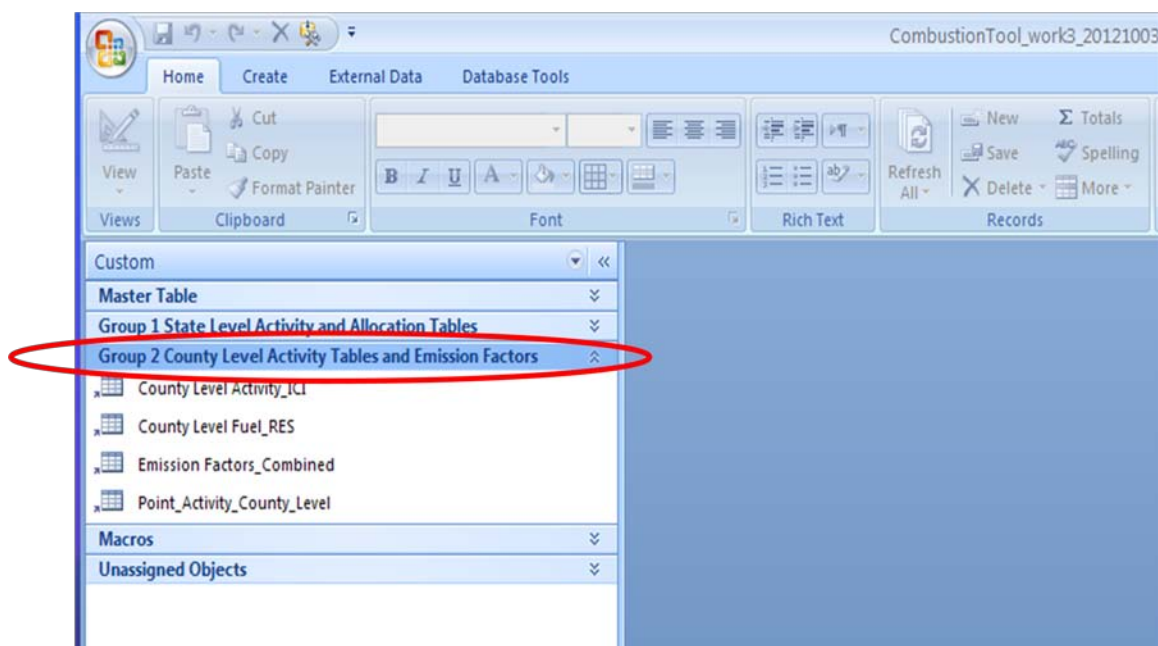 CombustionTool_work3_20121003
Home Create External Data Database Tools
View
Views
Paste
Cut
Copy
Format Painter
Clipboard
B I U A
Font
ab
Rich Text
Refresh
All
New
Save
Delete
Σ Totals
ABC Spelling
More
Records
Custom
Master Table
Group 1 State Level Activity and Allocation Tables
Group 2 County Level Activity Tables and Emission Factors
County Level Activity_ICI
County Level Fuel_RES
Emission Factors_Combined
Point_Activity_County_Level
Macros
Unassigned Objects